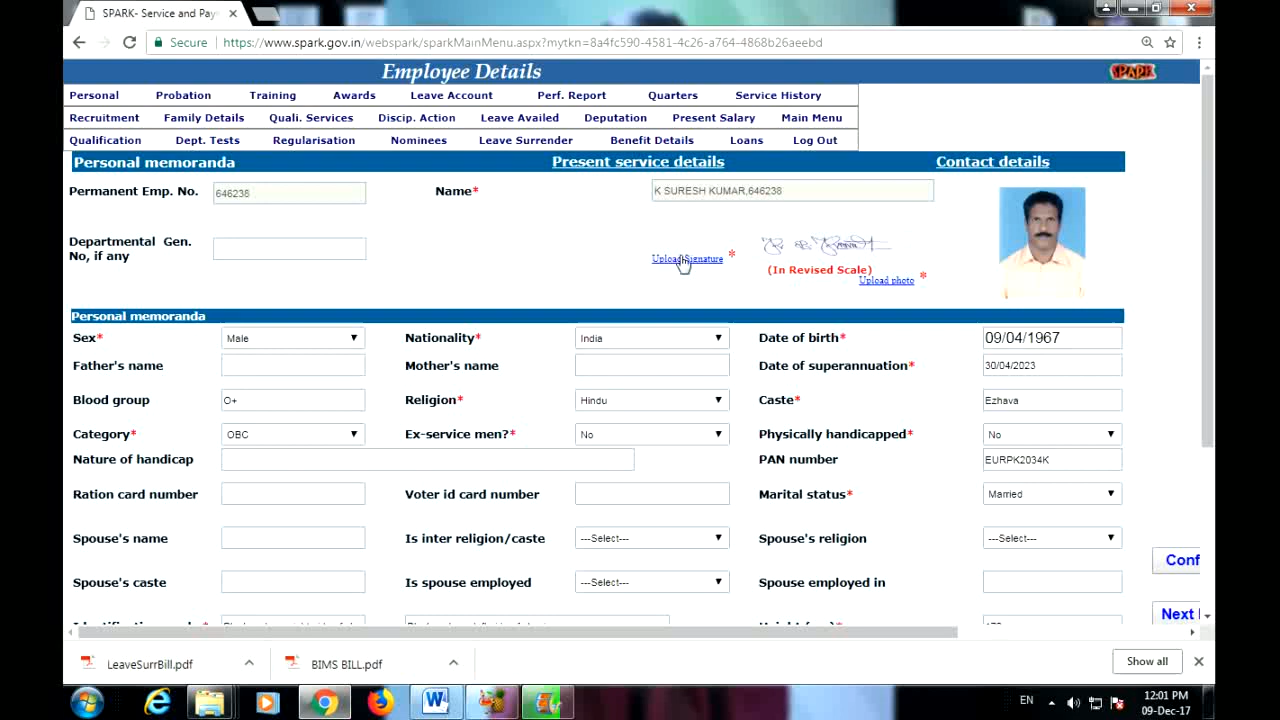 SPARK- Service and Pay
Secure https://www.spark.gov.in/webspark/sparkMainMenu.aspx?mytkn=8a4fc590-4581-4c26-a764-4868b26aeebd
Employee Details SPARK
Personal Probation Training Awards Leave Account Perf. Report Quarters Service History
Recruitment Family Details Quali. Services Discip. Action Leave Availed Deputation Present Salary Main Menu
Qualification Dept. Tests Regularisation Nominees Leave Surrender Benefit Details Loans Log Out
Personal memoranda Present service details Contact details
Permanent Emp. No. 646238 Name* K SURESH KUMAR,646238
Departmental Gen. No, if any
Upload Signature *
(In Revised Scale)
Upload photo *
Personal memoranda
Sex* Male Nationality* India Date of birth* 09/04/1967
Father's name Mother's name Date of superannuation* 30/04/2023
Blood group O+ Religion* Hindu Caste* Ezhava
Category* OBC Ex-service men?* No Physically handicapped* No
Nature of handicap PAN number EURPK2034K
Ration card number Voter id card number Marital status* Married
Spouse's name Is inter religion/caste ---Select--- Spouse's religion ---Select---
Conf
Spouse's caste Is spouse employed ---Select--- Spouse employed in
Next
LeaveSurrBill.pdf BIMS BILL.pdf Show all
EN 12:01 PM
09-Dec-17